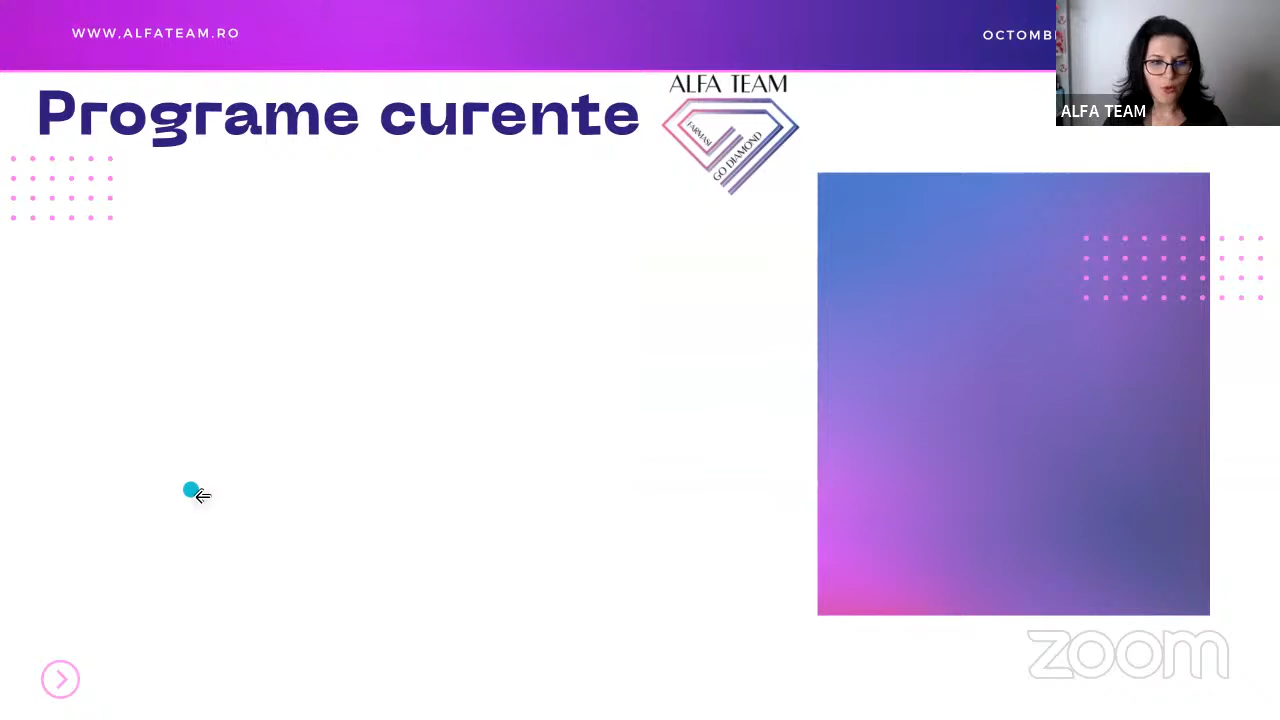 WWW.ALFATEAM.RO
OCTOMB
ALFA TEAM
Programe curente
ALFA TEAM
FARMASI
GO DIAMOND
zoom